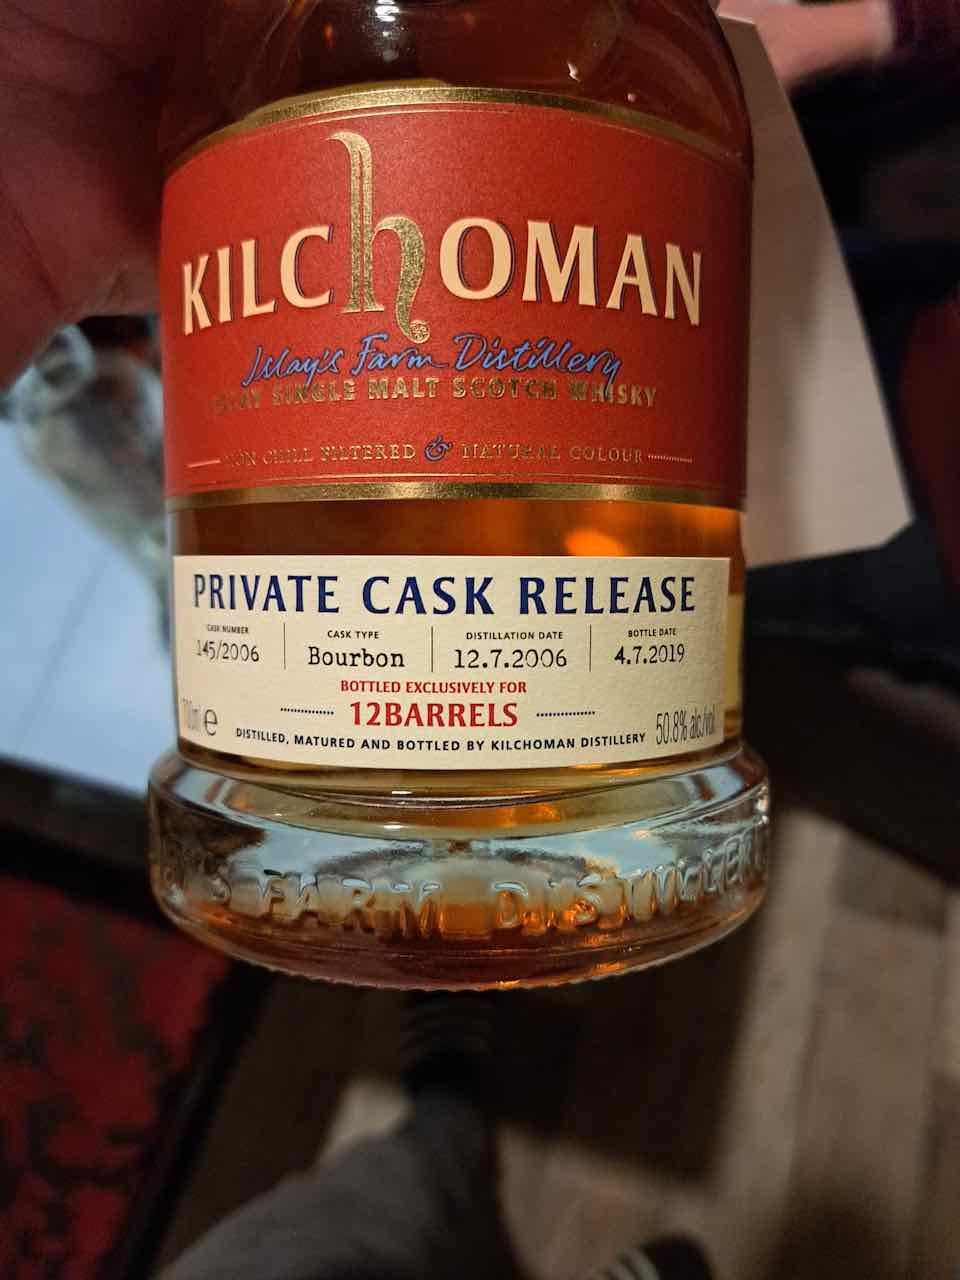 KILCHOMAN
Islay's Farm Distillery
ISLAY SINGLE MALT SCOTCH WHISKY
NON CHILL FILTERED & NATURAL COLOUR
PRIVATE CASK RELEASE
CASK NUMBER CASK TYPE DISTILLATION DATE BOTTLE DATE
145/2006 Bourbon 12.7.2006 4.7.2019
BOTTLED EXCLUSIVELY FOR
12BARRELS
700ml e DISTILLED, MATURED AND BOTTLED BY KILCHOMAN DISTILLERY 50.8% alc/vol.
FARM DISTILLERY